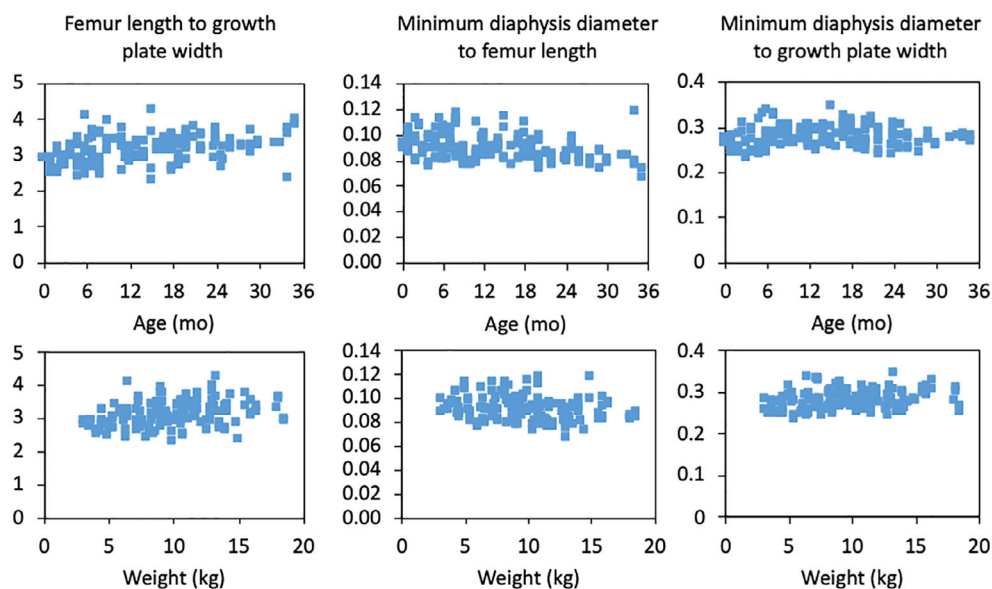 Femur length to growth
plate width
Minimum diaphysis diameter
to femur length
Minimum diaphysis diameter
to growth plate width
5
4
3
2
1
0
0 6 12 18 24 30 36
Age (mo)
0.14
0.12
0.10
0.08
0.06
0.04
0.02
0.00
0 6 12 18 24 30 36
Age (mo)
0.4
0.3
0.2
0.1
0
0 6 12 18 24 30 36
Age (mo)
5
4
3
2
1
0
0 5 10 15 20
Weight (kg)
0.14
0.12
0.10
0.08
0.06
0.04
0.02
0.00
0 5 10 15 20
Weight (kg)
0.4
0.3
0.2
0.1
0
0 5 10 15 20
Weight (kg)